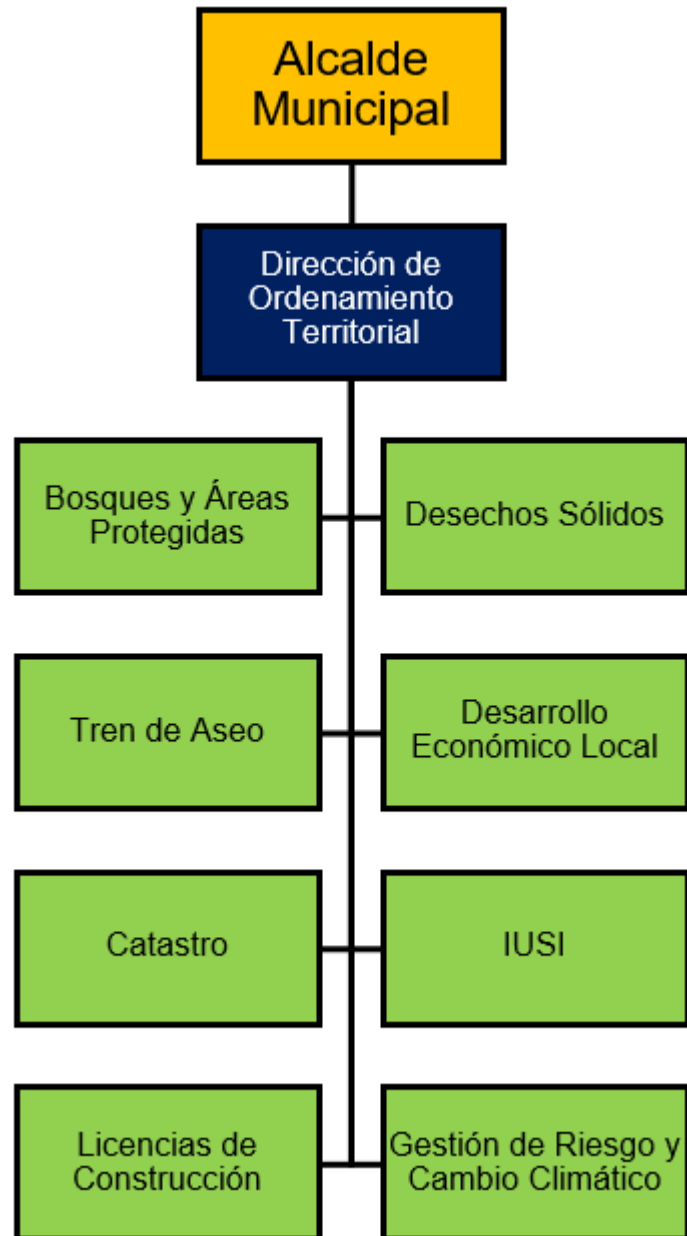 Alcalde
Municipal
Dirección de
Ordenamiento
Territorial
Bosques y Áreas
Protegidas
Desechos Sólidos
Tren de Aseo
Desarrollo
Económico Local
Catastro
IUSI
Licencias de
Construcción
Gestión de Riesgo y
Cambio Climático